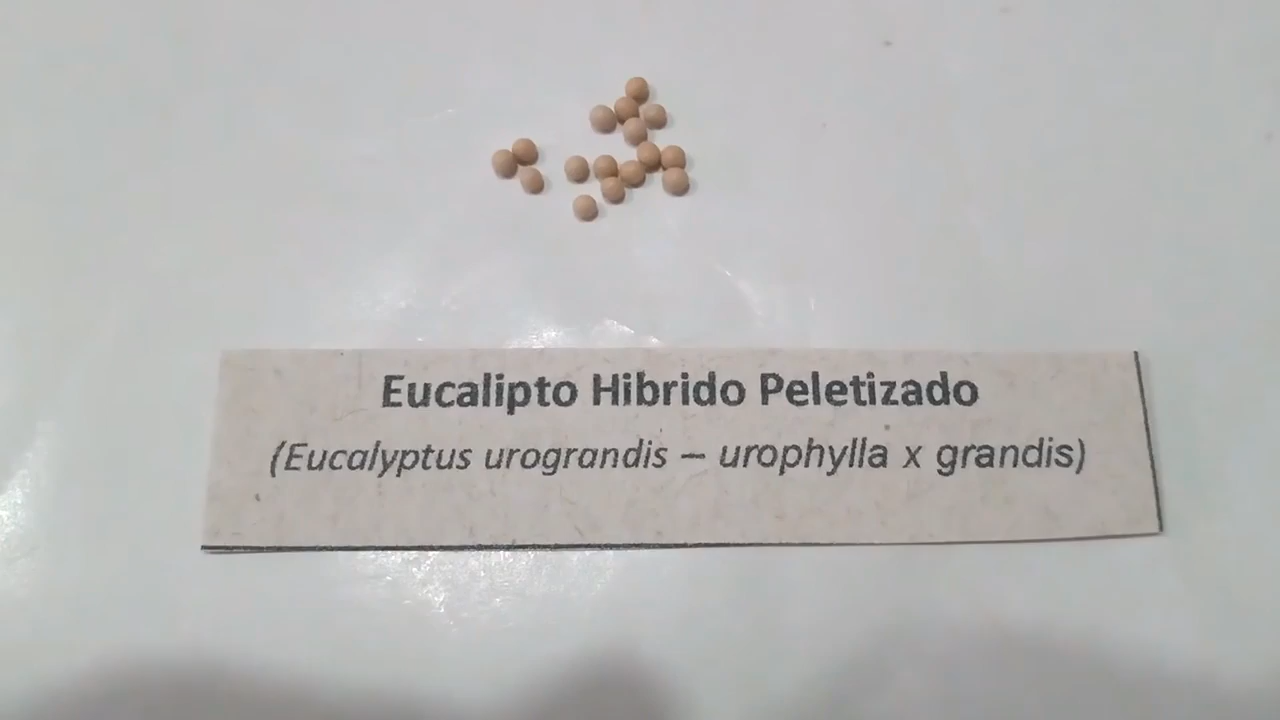 Eucalipto Hibrido Peletizado
(Eucalyptus urograndis – urophylla x grandis)